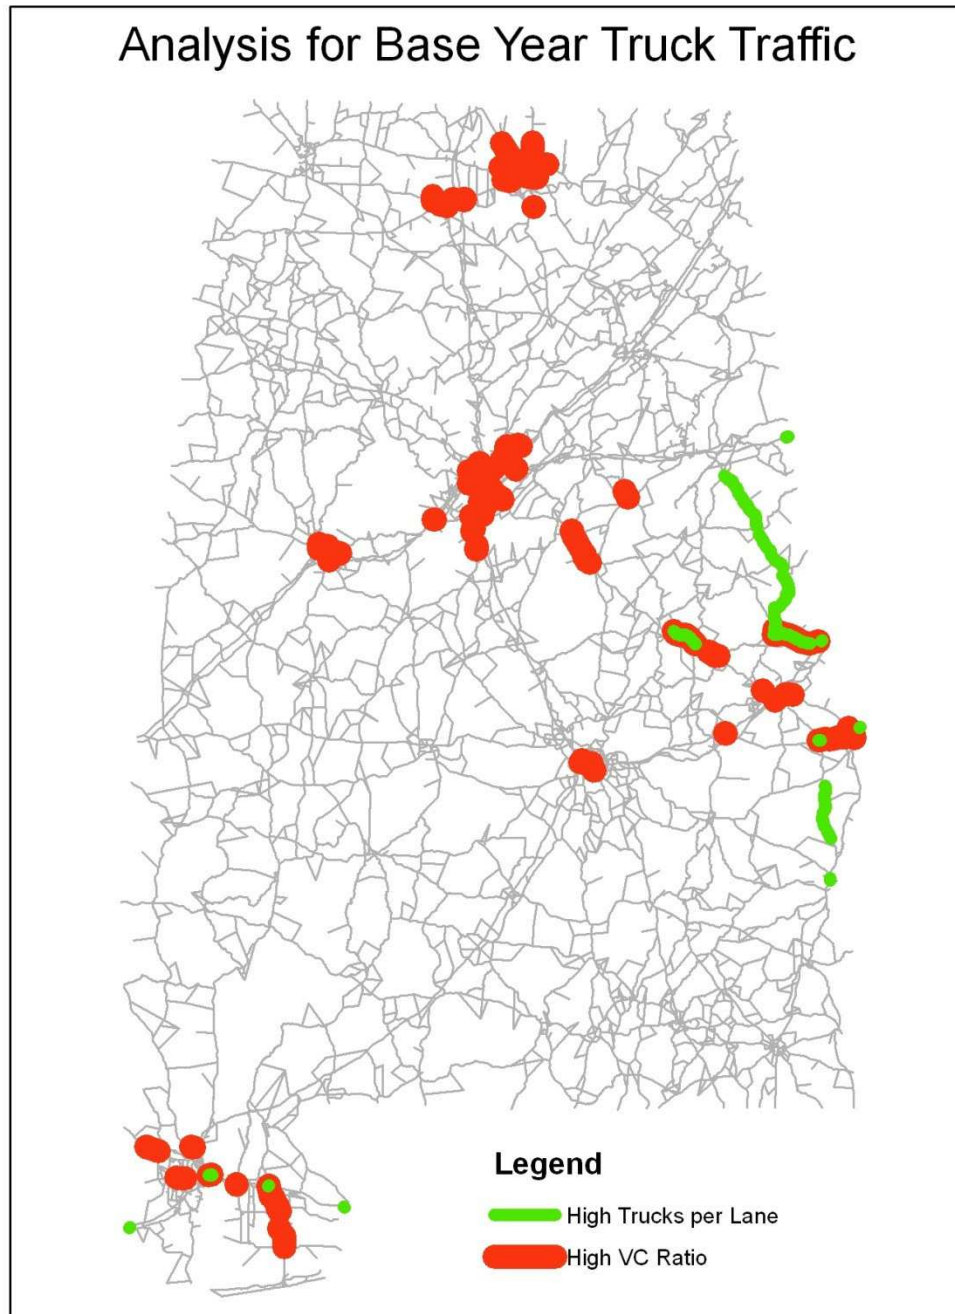 Analysis for Base Year Truck Traffic
Legend
High Trucks per Lane
High VC Ratio